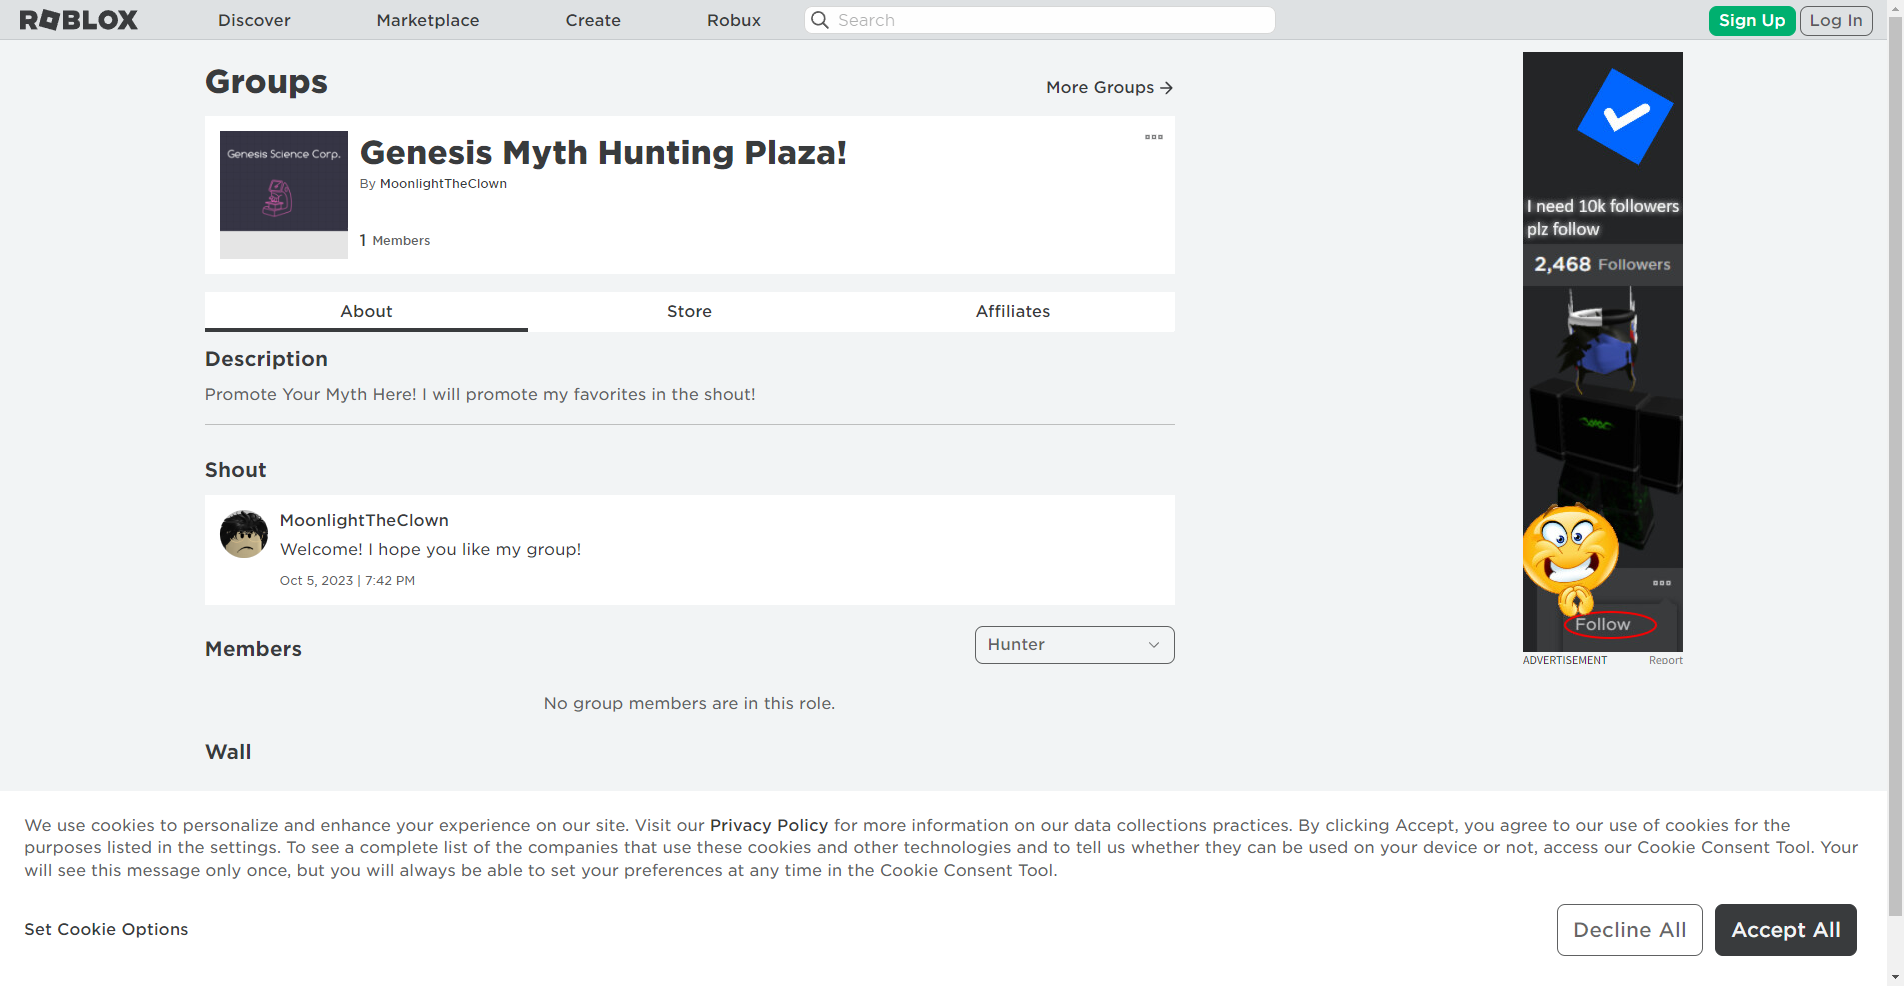 ROBLOX
Discover
Marketplace
Create
Robux
Search
Sign Up
Log In
Groups
More Groups →
Genesis Science Corp.
Genesis Myth Hunting Plaza!
By MoonlightTheClown
1 Members
About
Store
Affiliates
Description
Promote Your Myth Here! I will promote my favorites in the shout!
Shout
MoonlightTheClown
Welcome! I hope you like my group!
Oct 5, 2023 | 7:42 PM
Members
Hunter
No group members are in this role.
Wall
I need 10k followers
plz follow
2,468 Followers
Follow
ADVERTISEMENT
Report
We use cookies to personalize and enhance your experience on our site. Visit our Privacy Policy for more information on our data collections practices. By clicking Accept, you agree to our use of cookies for the
purposes listed in the settings. To see a complete list of the companies that use these cookies and other technologies and to tell us whether they can be used on your device or not, access our Cookie Consent Tool. Your
will see this message only once, but you will always be able to set your preferences at any time in the Cookie Consent Tool.
Set Cookie Options
Decline All
Accept All